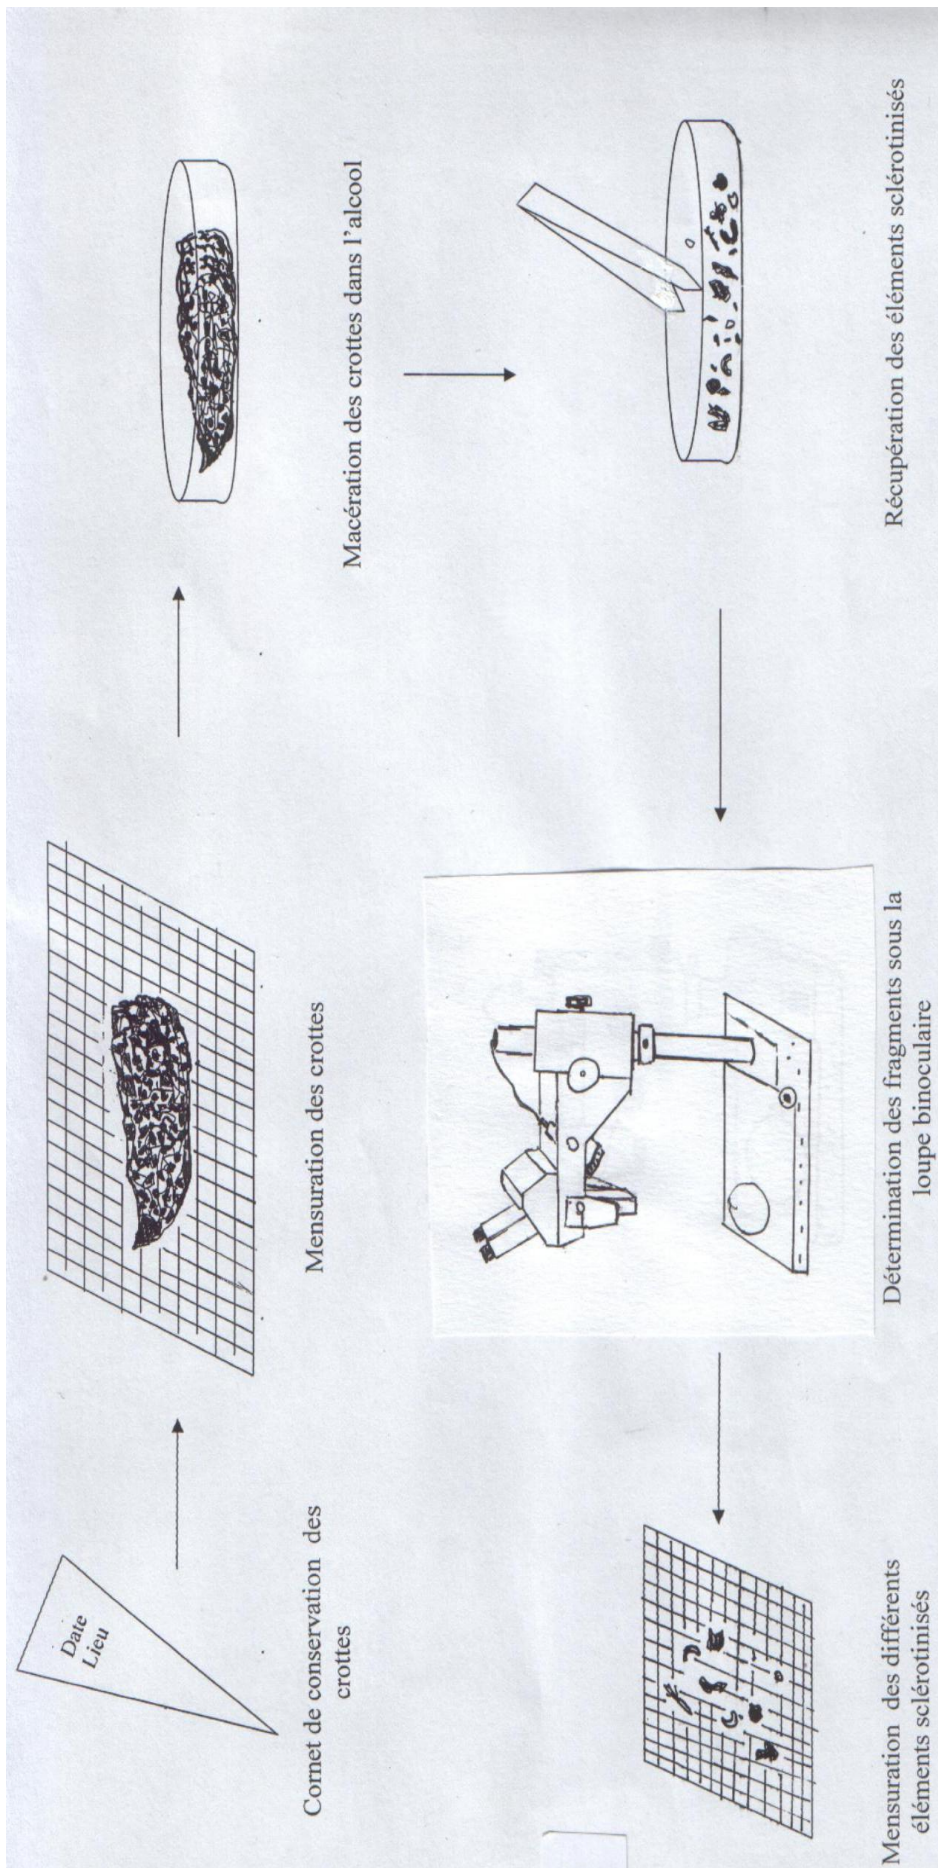 Date
Lieu
Cornet de conservation des
crottes
Mensuration des crottes
Macération des crottes dans l'alcool
Récupération des éléments sclérotinisés
Détermination des fragments sous la
loupe binoculaire
Mensuration des différents
éléments sclérotinisés